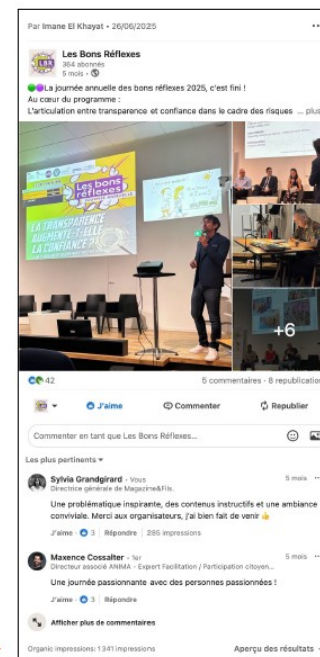 Par Imane El Khayat • 26/06/2025
Les Bons Réflexes
364 abonnés
5 mois •
La journée annuelle des bons réflexes 2025, c'est fini !
Au cœur du programme :
L'articulation entre transparence et confiance dans le cadre des risques ... plus
Les bons
réflexes
LA TRANSPARENCE
AUGMENTE-T-ELLE
LA CONFIANCE ?
+6
42
5 commentaires · 8 republications
J'aime
Commenter
Republier
Commenter en tant que Les Bons Réflexes...
Les plus pertinents
Sylvia Grandgirard · Vous
5 mois
Directrice générale de Magazine&Fils.
Une problématique inspirante, des contenus instructifs et une ambiance
conviviale. Merci aux organisateurs, j'ai bien fait de venir
J'aime · 3 | Répondre | 285 impressions
Maxence Cossalter · 1er
5 mois
Directeur associé ANIMA - Expert Facilitation / Participation citoyen...
Une journée passionnante avec des personnes passionnées !
J'aime · 3 | Répondre
Afficher plus de commentaires
Organic impressions: 1 341 impressions
Aperçu des résultats